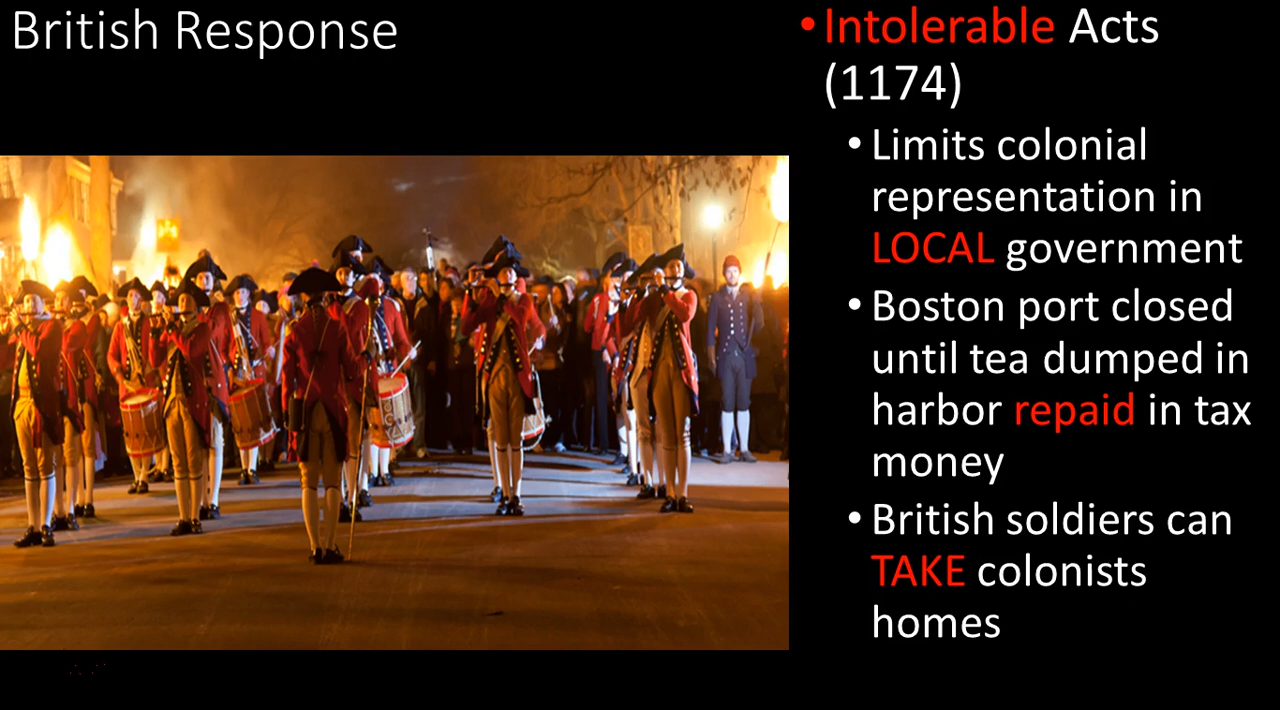 British Response
• Intolerable Acts
(1174)
• Limits colonial
representation in
LOCAL government
• Boston port closed
until tea dumped in
harbor repaid in tax
money
• British soldiers can
TAKE colonists
homes